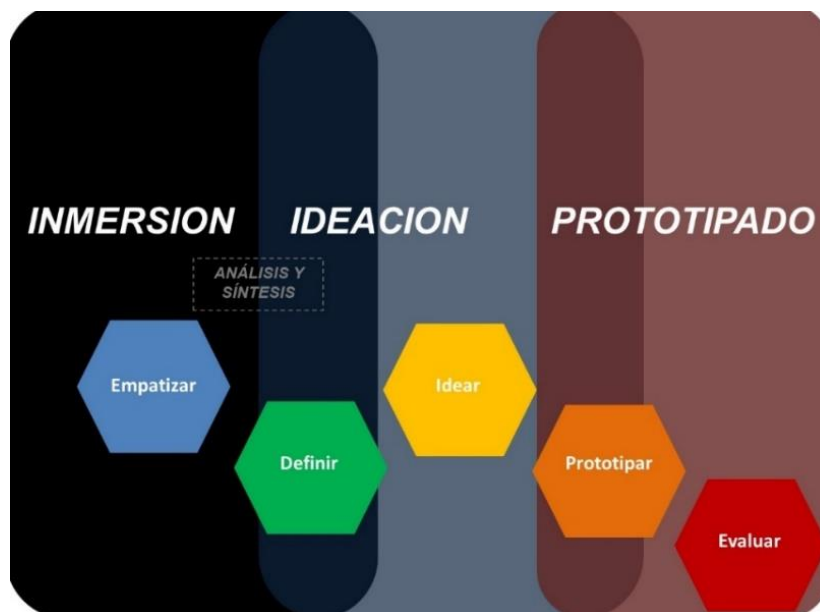 INMERSION
IDEACION
PROTOTIPADO
ANÁLISIS Y
SÍNTESIS
Empatizar
Definir
Idear
Prototipar
Evaluar